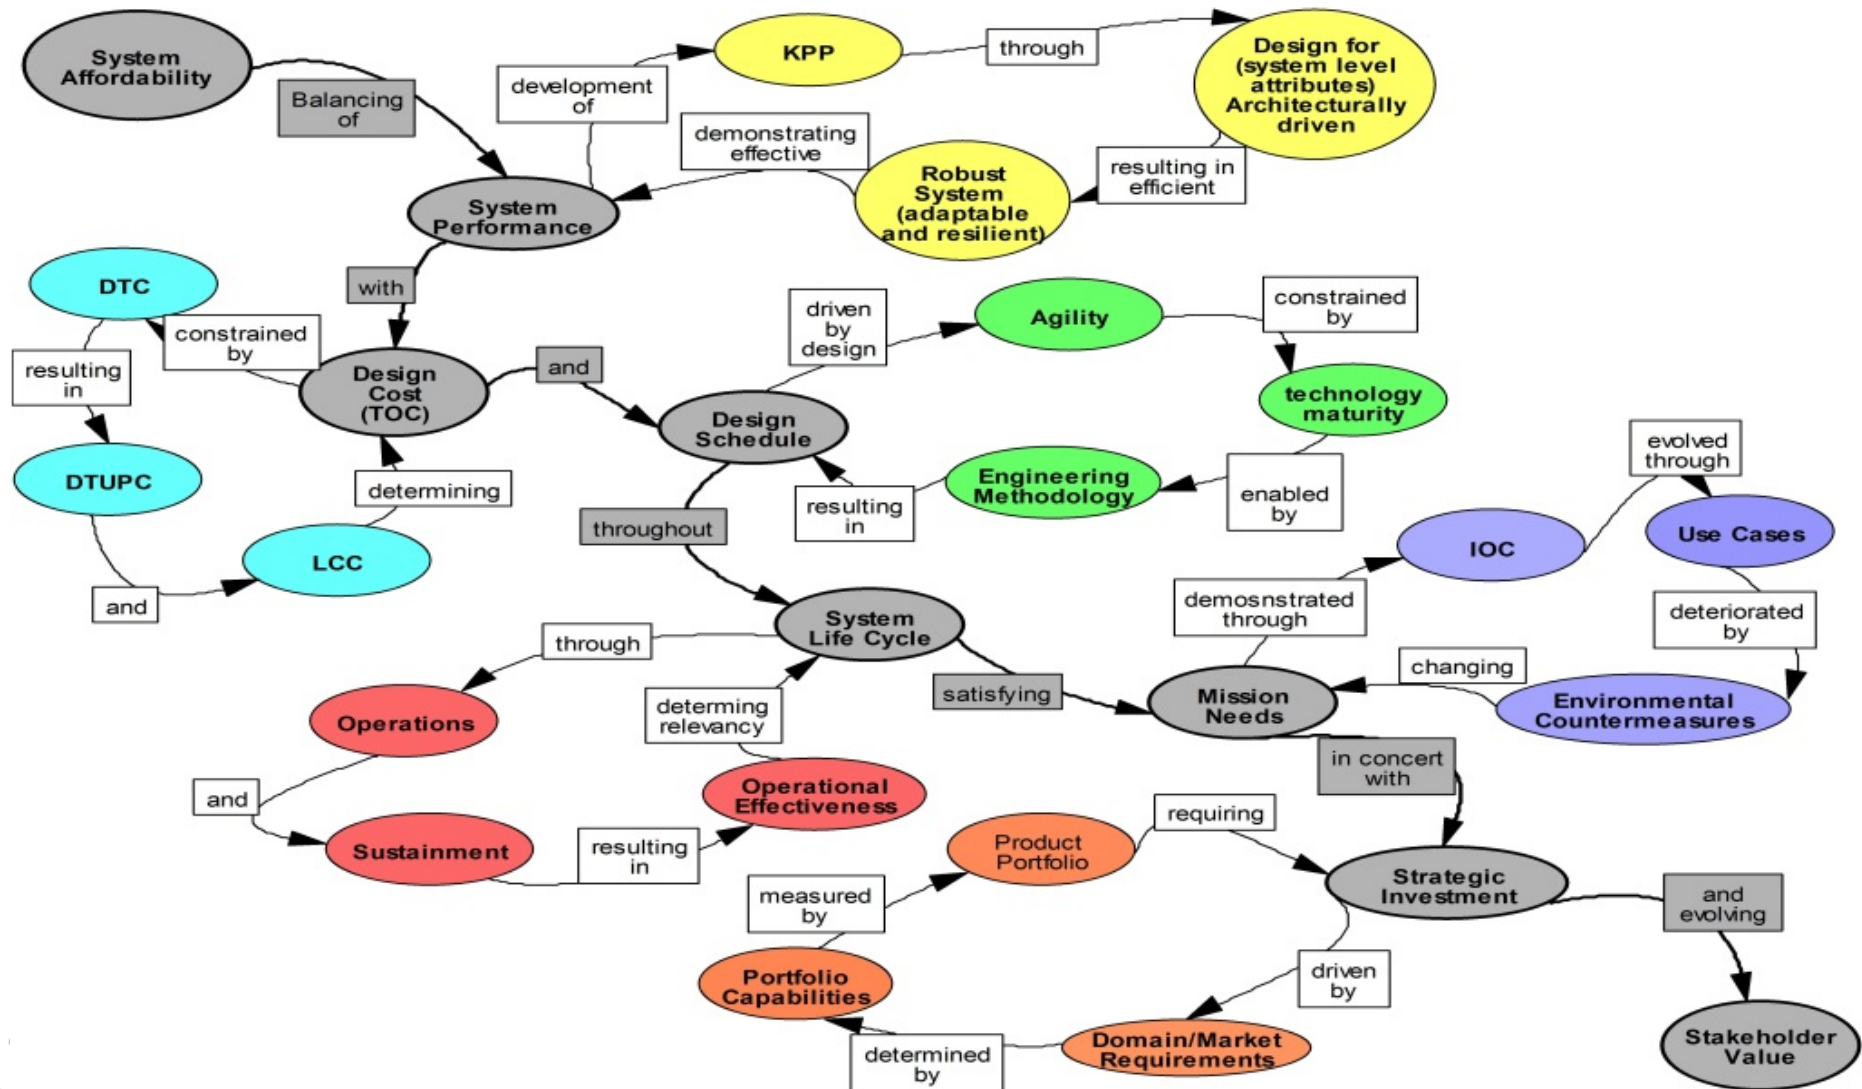 System
Affordability
Balancing
of
development
of
KPP
through
Design for
(system level
attributes)
Architecturally
driven
demonstrating
effective
resulting in
efficient
Robust
System
(adaptable
and resilient)
System
Performance
with
DTC
constrained
by
resulting
in
Design
Cost
(TOC)
and
DTUPC
determining
LCC
and
driven
by
design
Agility
constrained
by
technology
maturity
Design
Schedule
Engineering
Methodology
enabled
by
resulting
in
throughout
evolved
through
IOC
Use Cases
demosnstrated
through
deteriorated
by
System
Life Cycle
through
changing
satisfying
Mission
Needs
Environmental
Countermeasures
Operations
determing
relevancy
in concert
with
and
Operational
Effectiveness
Sustainment
resulting
in
requiring
Product
Portfolio
measured
by
Strategic
Investment
and
evolving
Portfolio
Capabilities
driven
by
Domain/Market
Requirements
determined
by
Stakeholder
Value